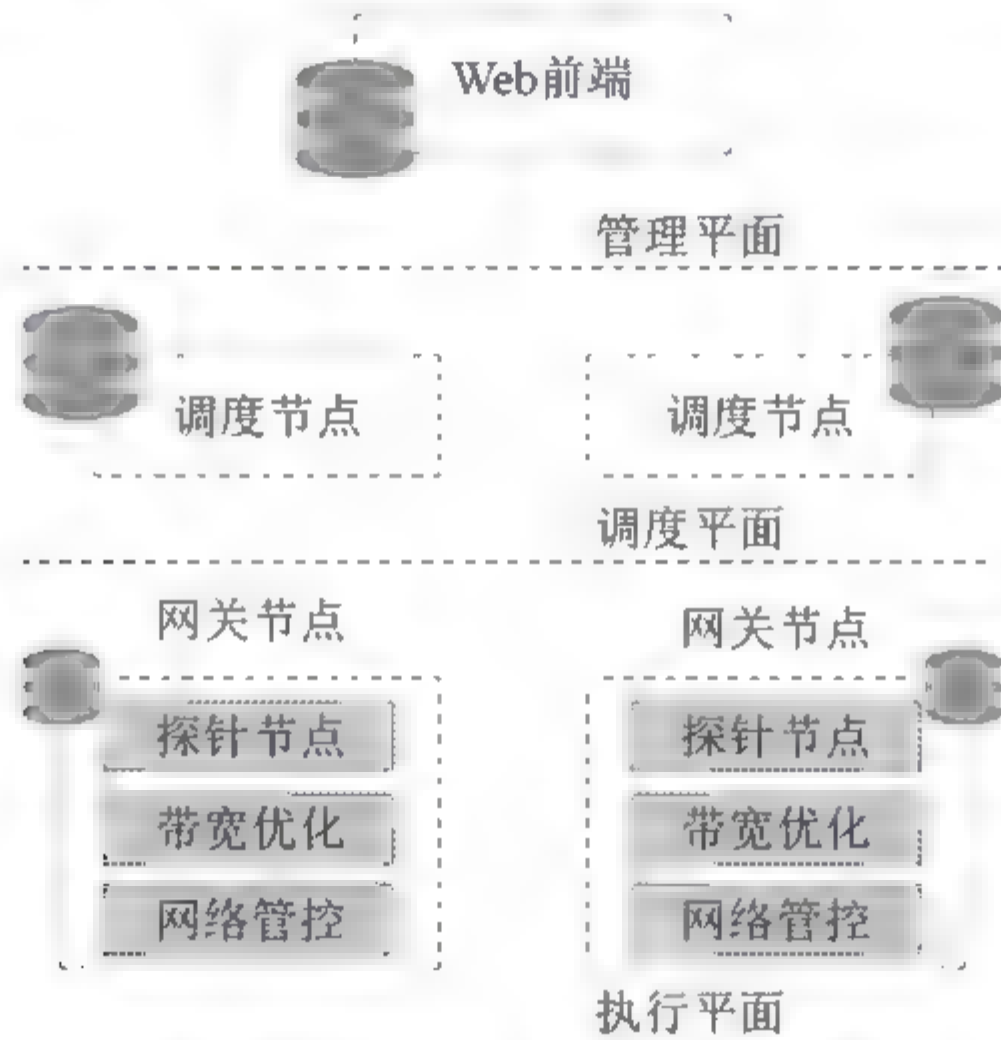 Web前端
管理平面
调度节点 调度节点
调度平面
网关节点 网关节点
探针节点 探针节点
带宽优化 带宽优化
网络管控 网络管控
执行平面